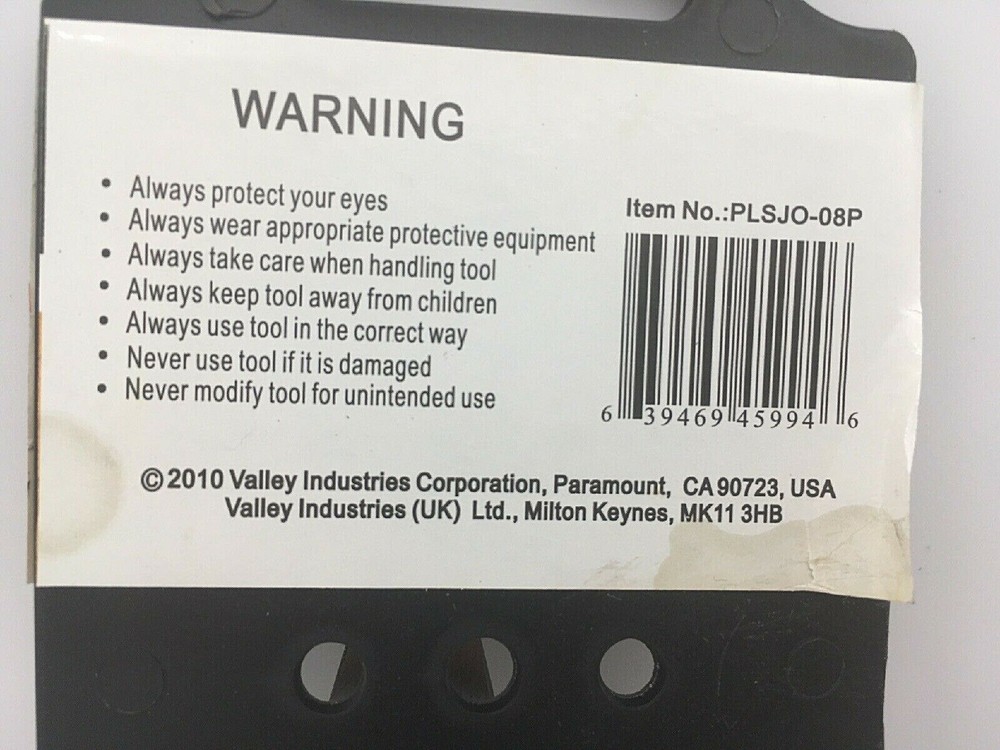 WARNING
• Always protect your eyes
• Always wear appropriate protective equipment
• Always take care when handling tool
• Always keep tool away from children
• Always use tool in the correct way
• Never use tool if it is damaged
• Never modify tool for unintended use
Item No.:PLSJO-08P
6 39469 45994 6
©2010 Valley Industries Corporation, Paramount, CA 90723, USA
Valley Industries (UK) Ltd., Milton Keynes, MK11 3HB